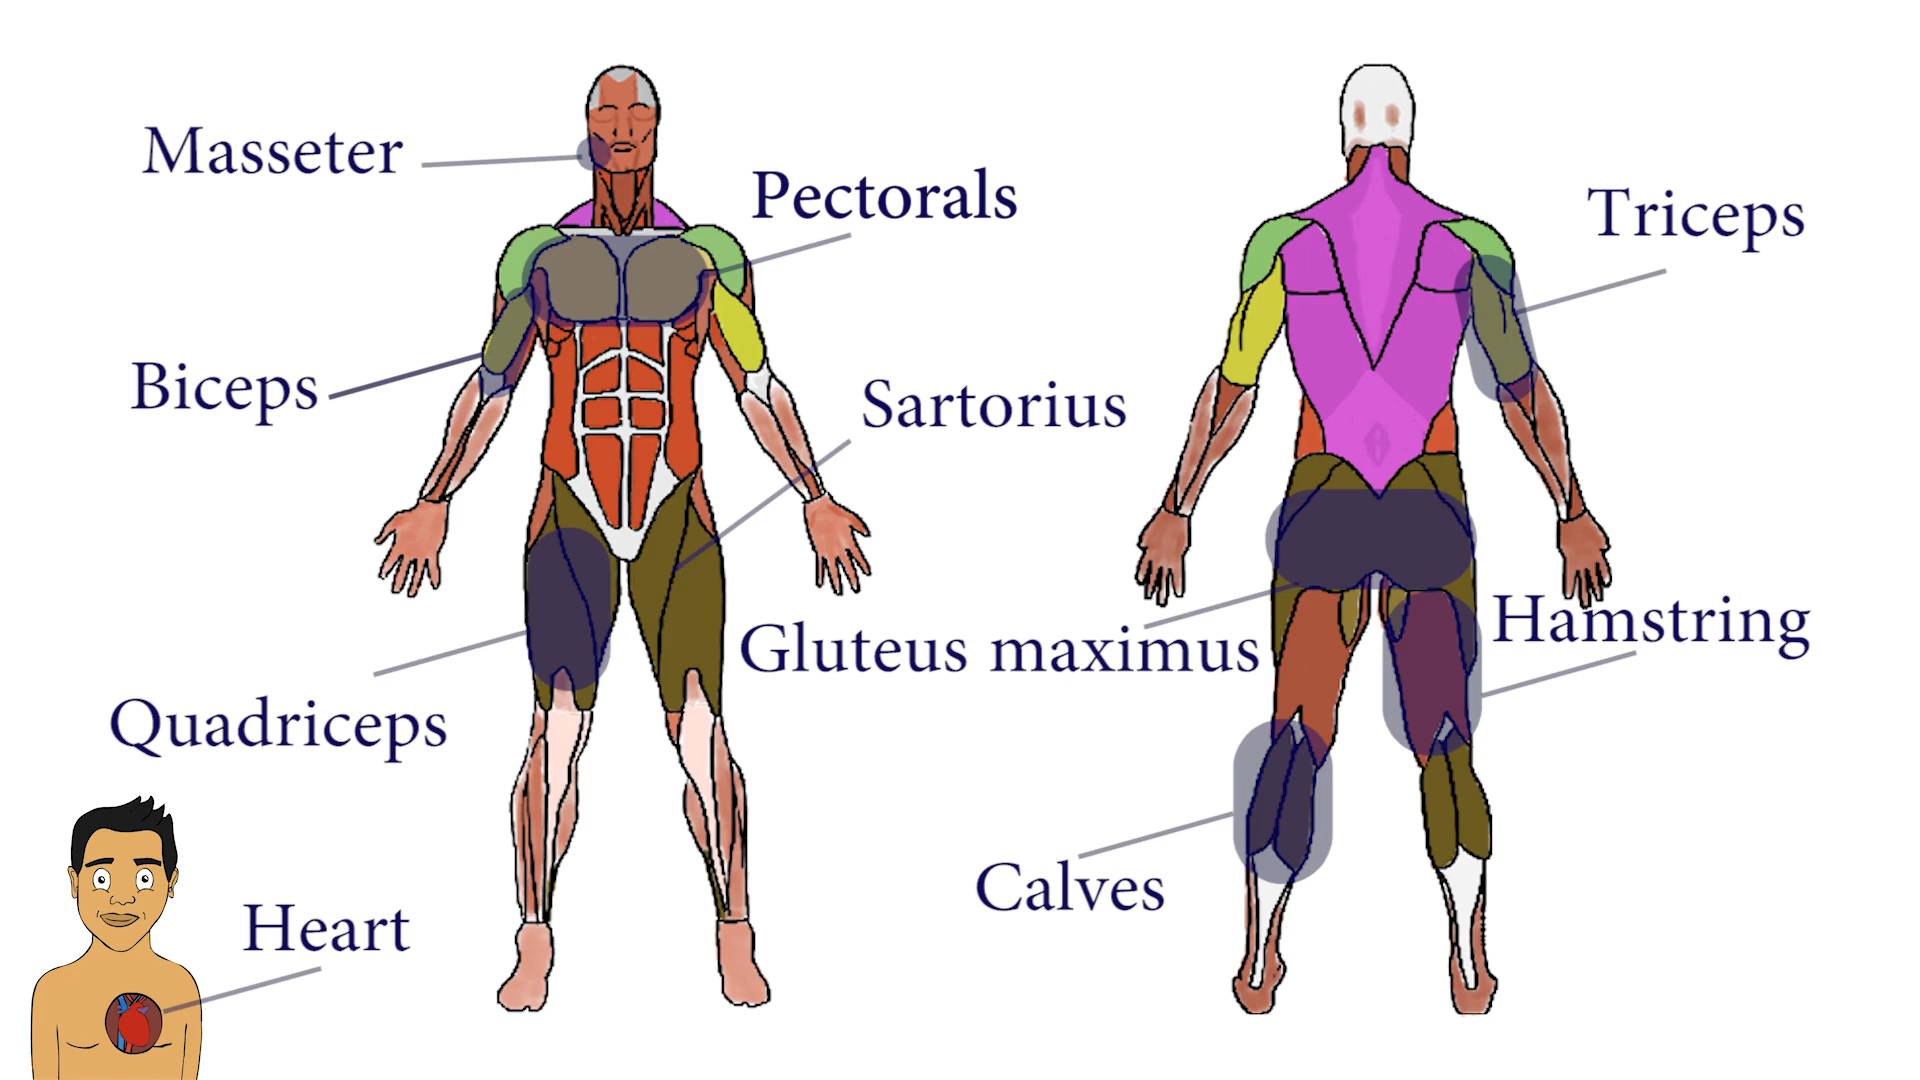 Masseter
Pectorals
Triceps
Biceps
Sartorius
Gluteus maximus
Hamstring
Quadriceps
Calves
Heart